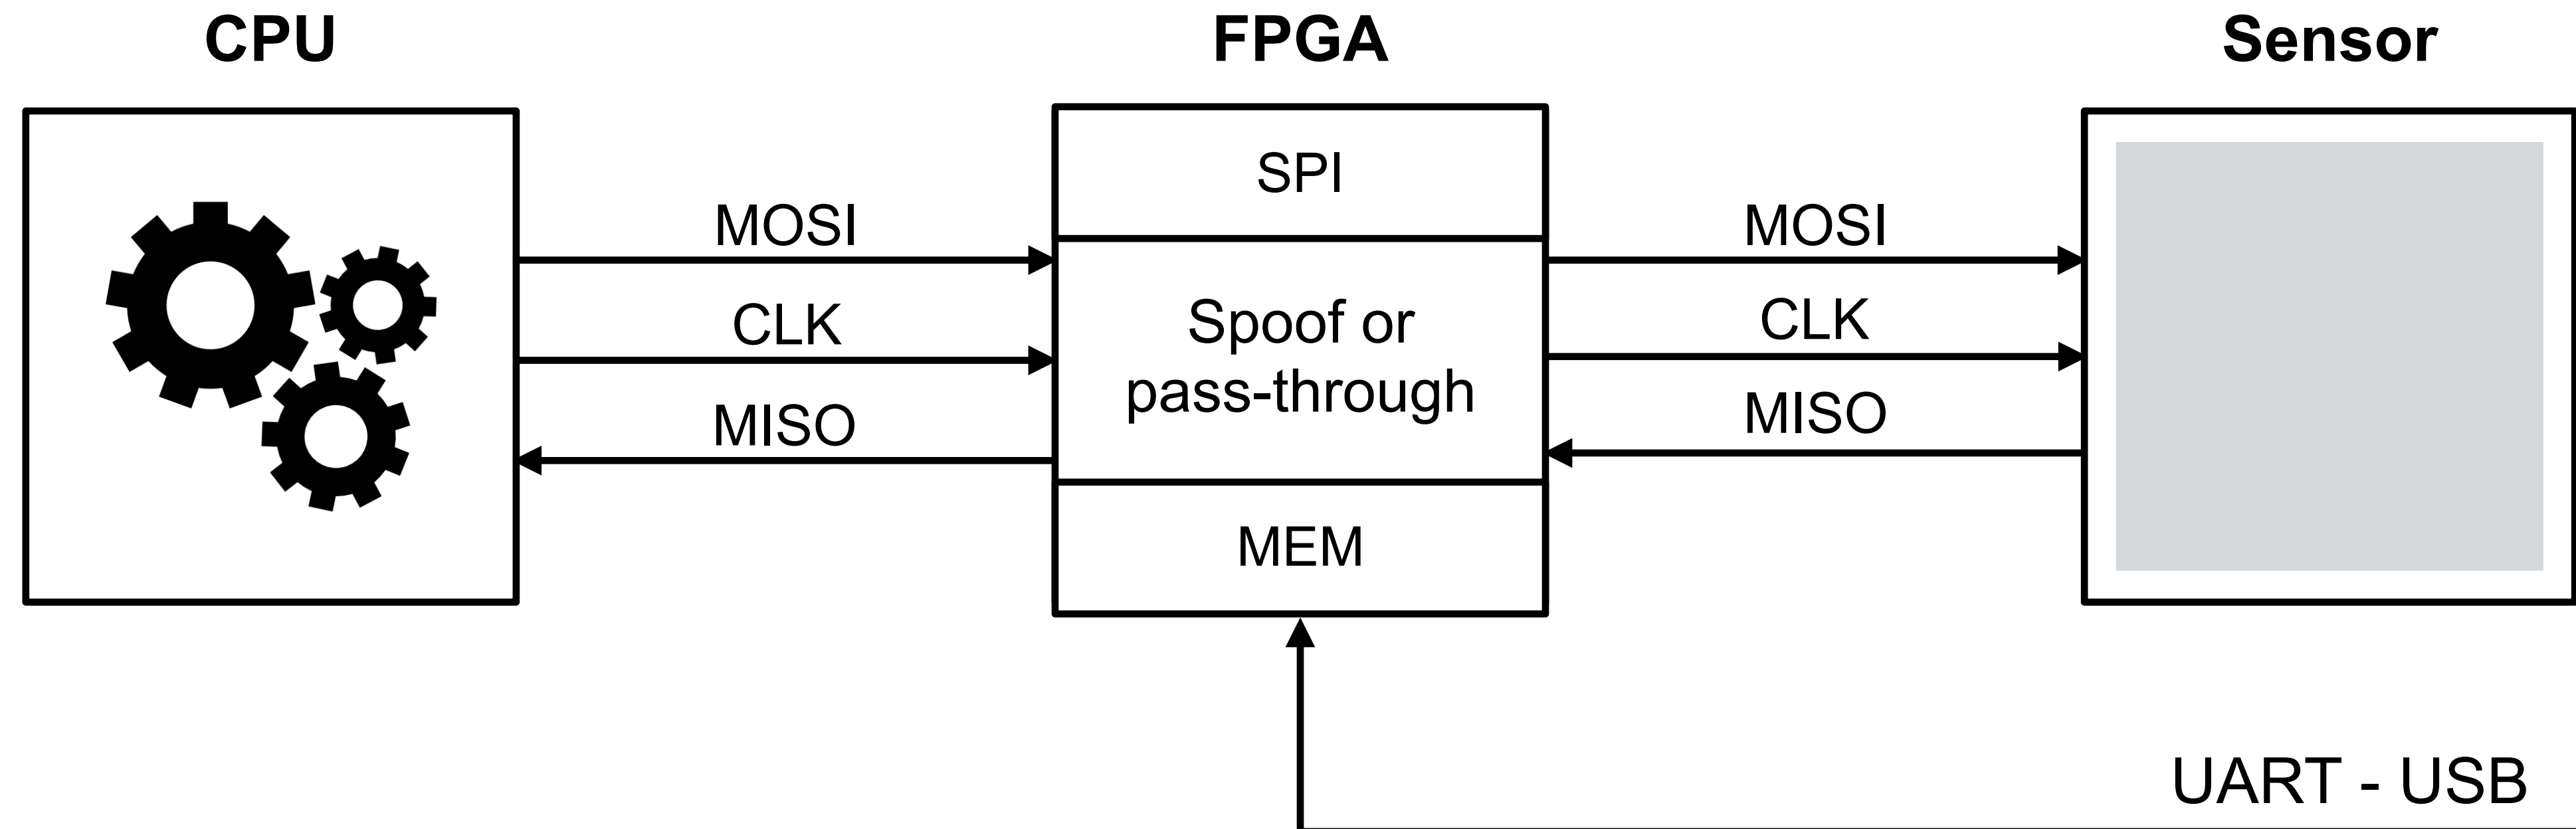 CPU
FPGA
Sensor
SPI
MOSI
MOSI
CLK
Spoof or
pass-through
CLK
MISO
MISO
MEM
UART - USB